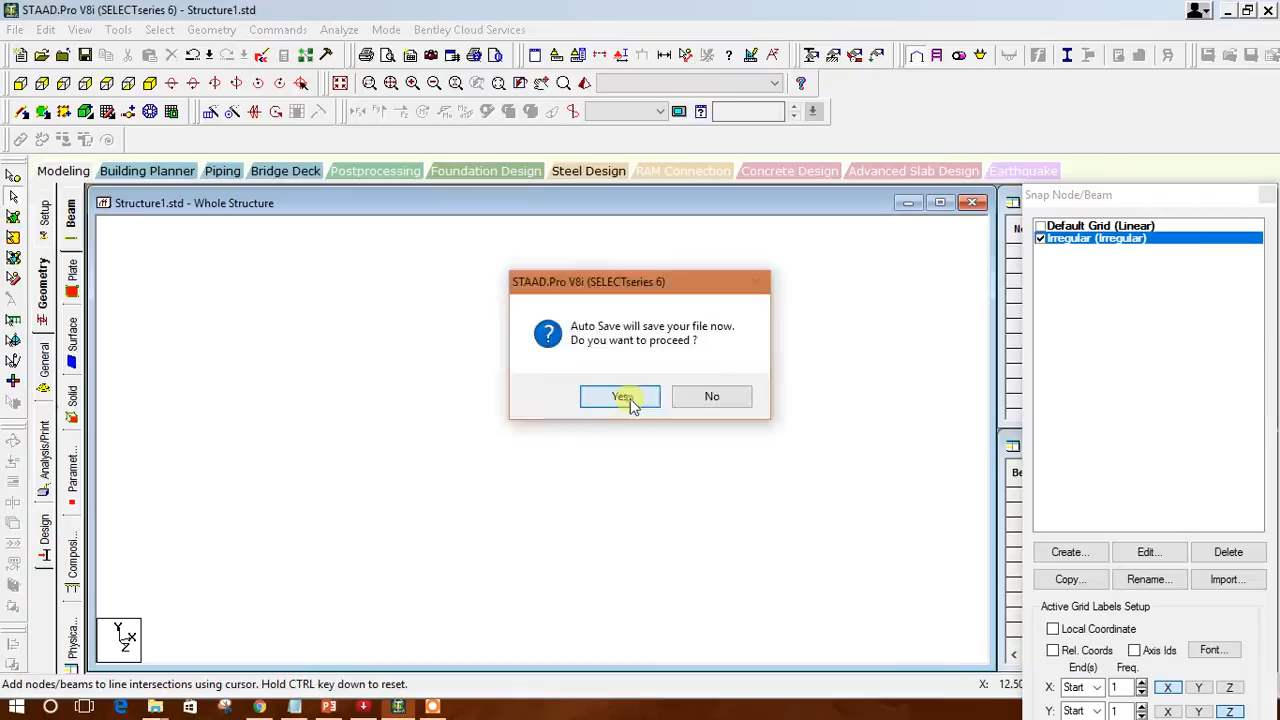 STAAD.Pro V8i (SELECTseries 6) - Structure1.std
File Edit View Tools Select Geometry Commands Analyze Mode Bentley Cloud Services
Modeling Building Planner Piping Bridge Deck Postprocessing Foundation Design Steel Design RAM Connection Concrete Design Advanced Slab Design Earthquake
Setup
Geometry
General
Analysis/Print
Design
Beam
Plate
Surface
Solid
Paramet...
Composi...
Physica...
Structure1.std - Whole Structure
STAAD.Pro V8i (SELECTseries 6)
Auto Save will save your file now.
Do you want to proceed ?
Yes No
Y
X
Z
Snap Node/Beam
Default Grid (Linear)
Irregular (Irregular)
Create... Edit... Delete
Copy... Rename... Import...
Active Grid Labels Setup
Local Coordinate
Rel. Coords Axis Ids Font...
End(s) Freq.
X: Start 1 X Y Z
Y: Start 1 X Y Z
Add nodes/beams to line intersections using cursor. Hold CTRL key down to reset. X: 12.50